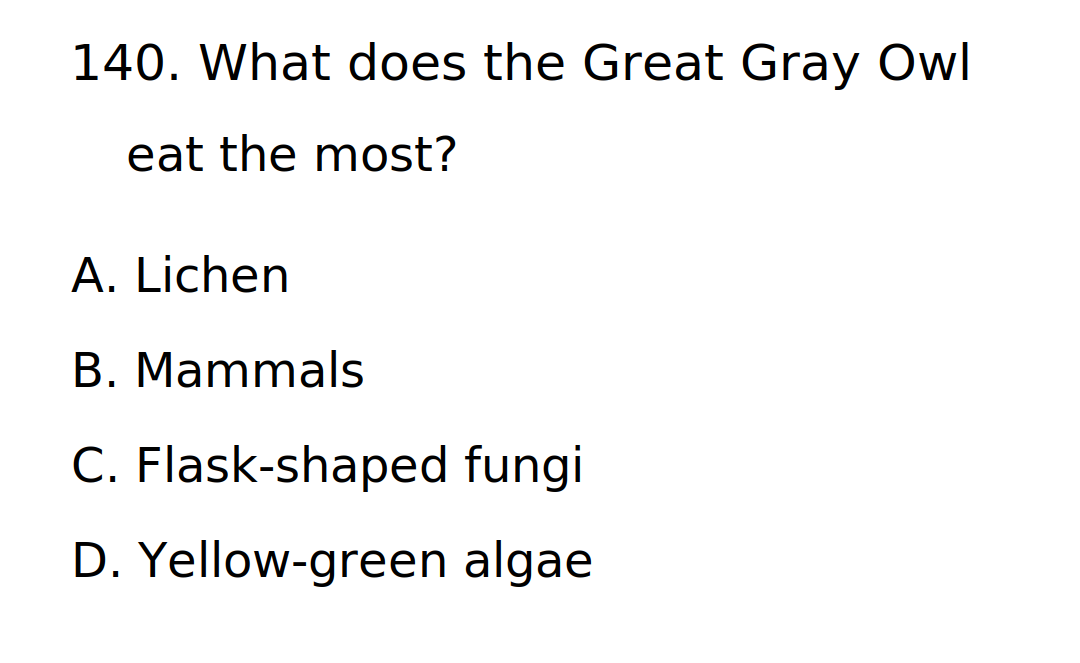 140. What does the Great Gray Owl
eat the most?
A. Lichen
B. Mammals
C. Flask-shaped fungi
D. Yellow-green algae